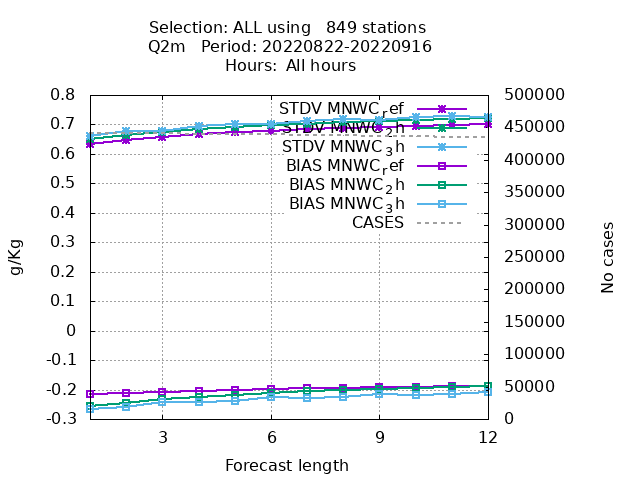 Selection: ALL using   849 stations
Q2m   Period: 20220822-20220916
Hours:  All hours
0.8
0.7
0.6
0.5
0.4
0.3
0.2
0.1
0
-0.1
-0.2
-0.3
g/Kg
STDV MNWC_ref
STDV MNWC_2h
STDV MNWC_3h
BIAS MNWC_ref
BIAS MNWC_2h
BIAS MNWC_3h
CASES
500000
450000
400000
350000
300000
250000
200000
150000
100000
50000
0
No cases
3 6 9 12
Forecast length